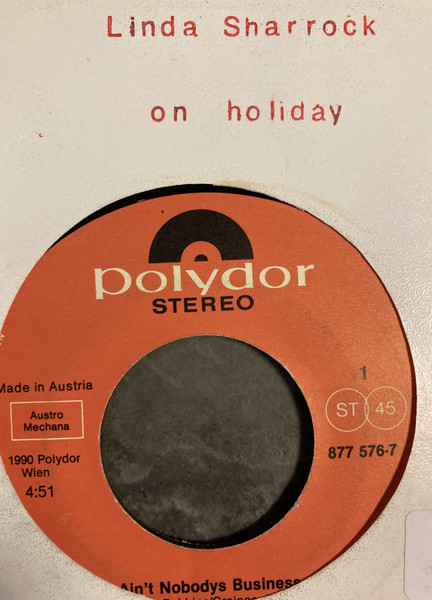 Linda Sharrock
on holiday
polydor
STEREO
1
Made in Austria
ST 45
Austro
Mechana
877 576-7
1990 Polydor
Wien
4:51
Ain't Nobodys Business